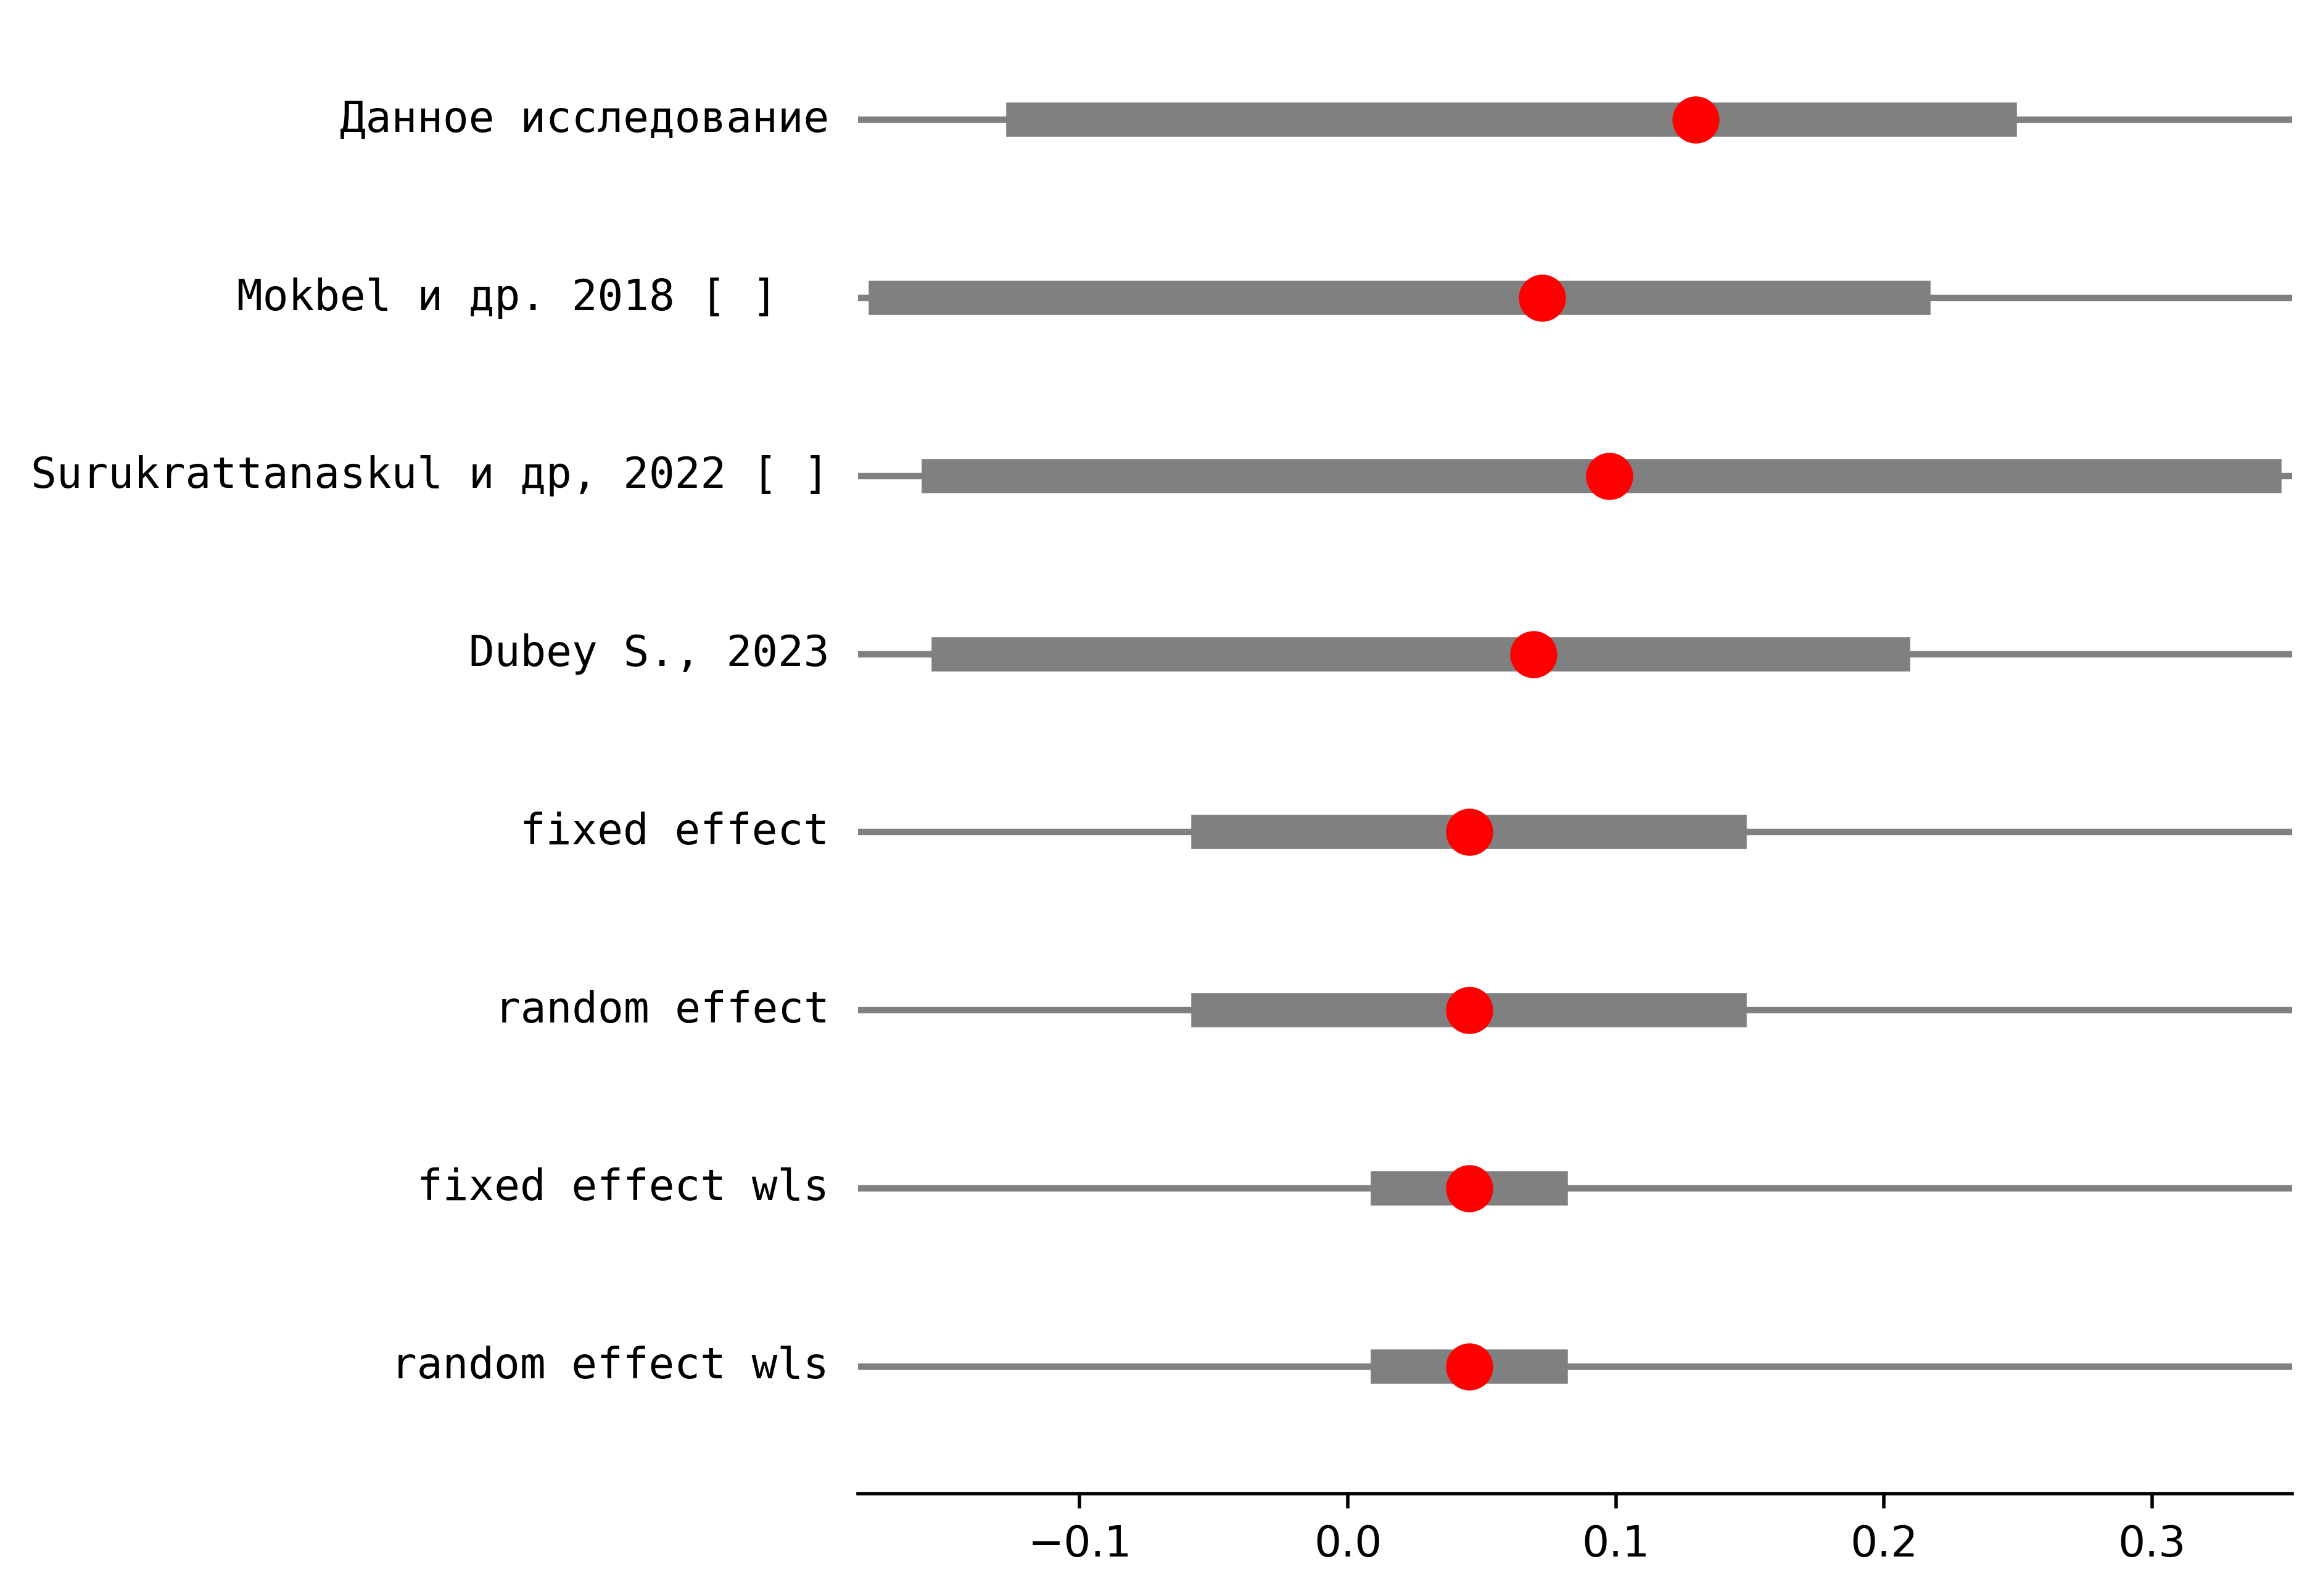 Данное исследование
Mokbel и др. 2018 [ ]
Surukrattanaskul и др, 2022 [ ]
Dubey S., 2023
fixed effect
random effect
fixed effect wls
random effect wls
−0.1 0.0 0.1 0.2 0.3